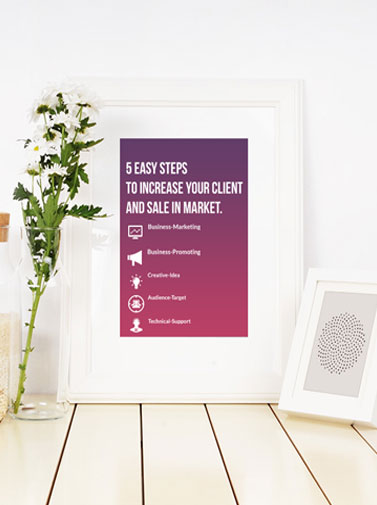 5 EASY STEPS
TO INCREASE YOUR CLIENT
AND SALE IN MARKET.
Business-Marketing
Business-Promoting
Creative-Idea
Audience-Target
Technical-Support